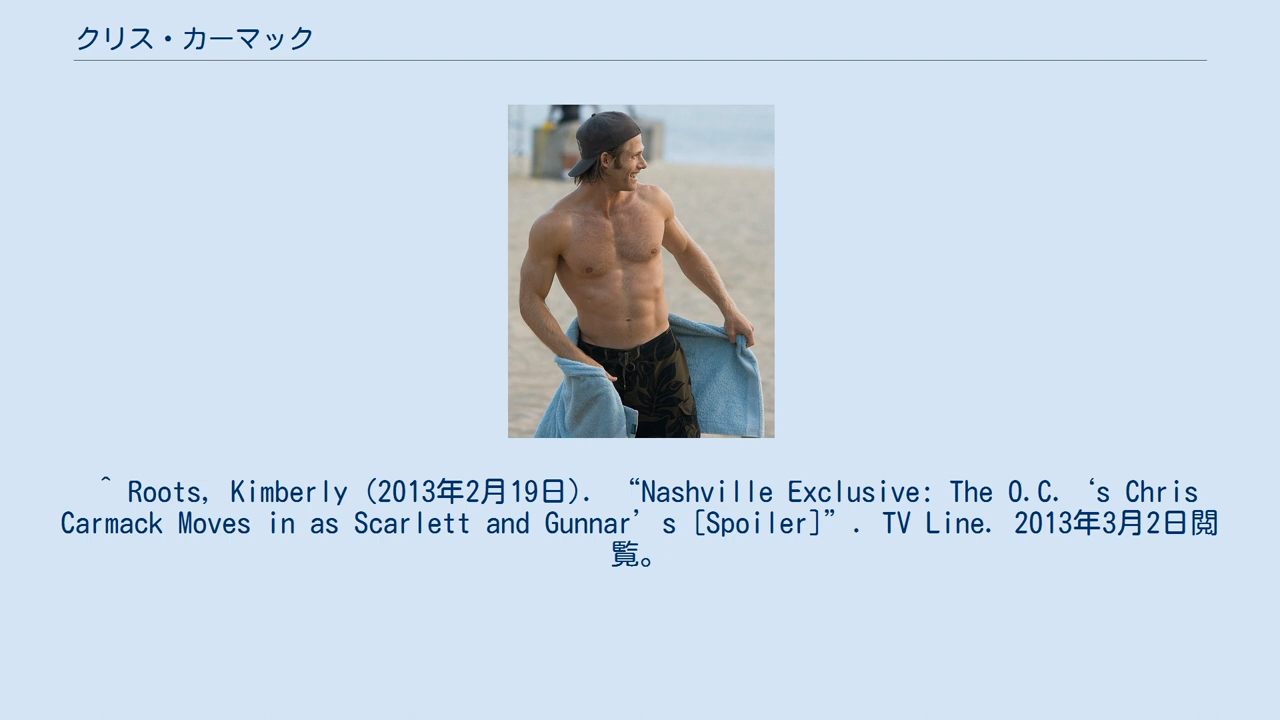 クリス・カーマック
^ Roots, Kimberly (2013年2月19日). “Nashville Exclusive: The O.C. ‘s Chris
Carmack Moves in as Scarlett and Gunnar’s [Spoiler]”. TV Line. 2013年3月2日閲
覧。